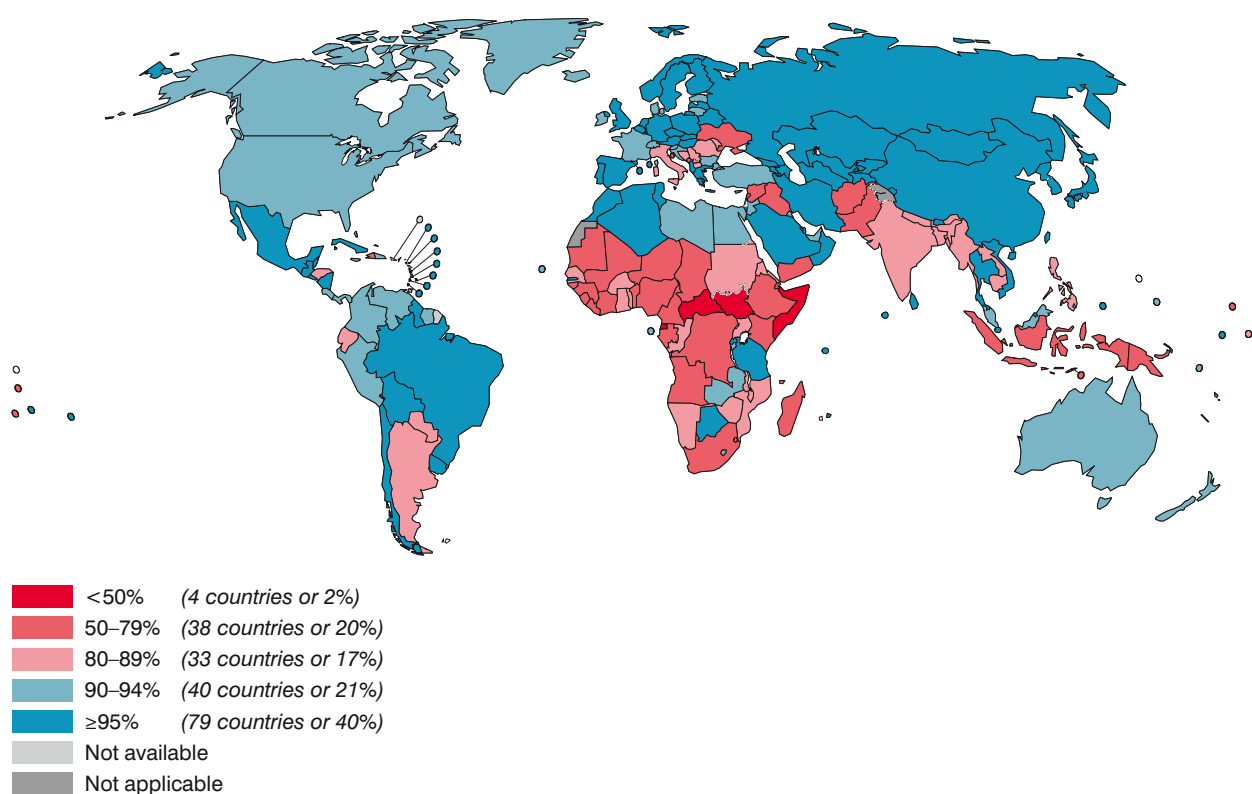 <50% (4 countries or 2%)
50–79% (38 countries or 20%)
80–89% (33 countries or 17%)
90–94% (40 countries or 21%)
≥95% (79 countries or 40%)
Not available
Not applicable